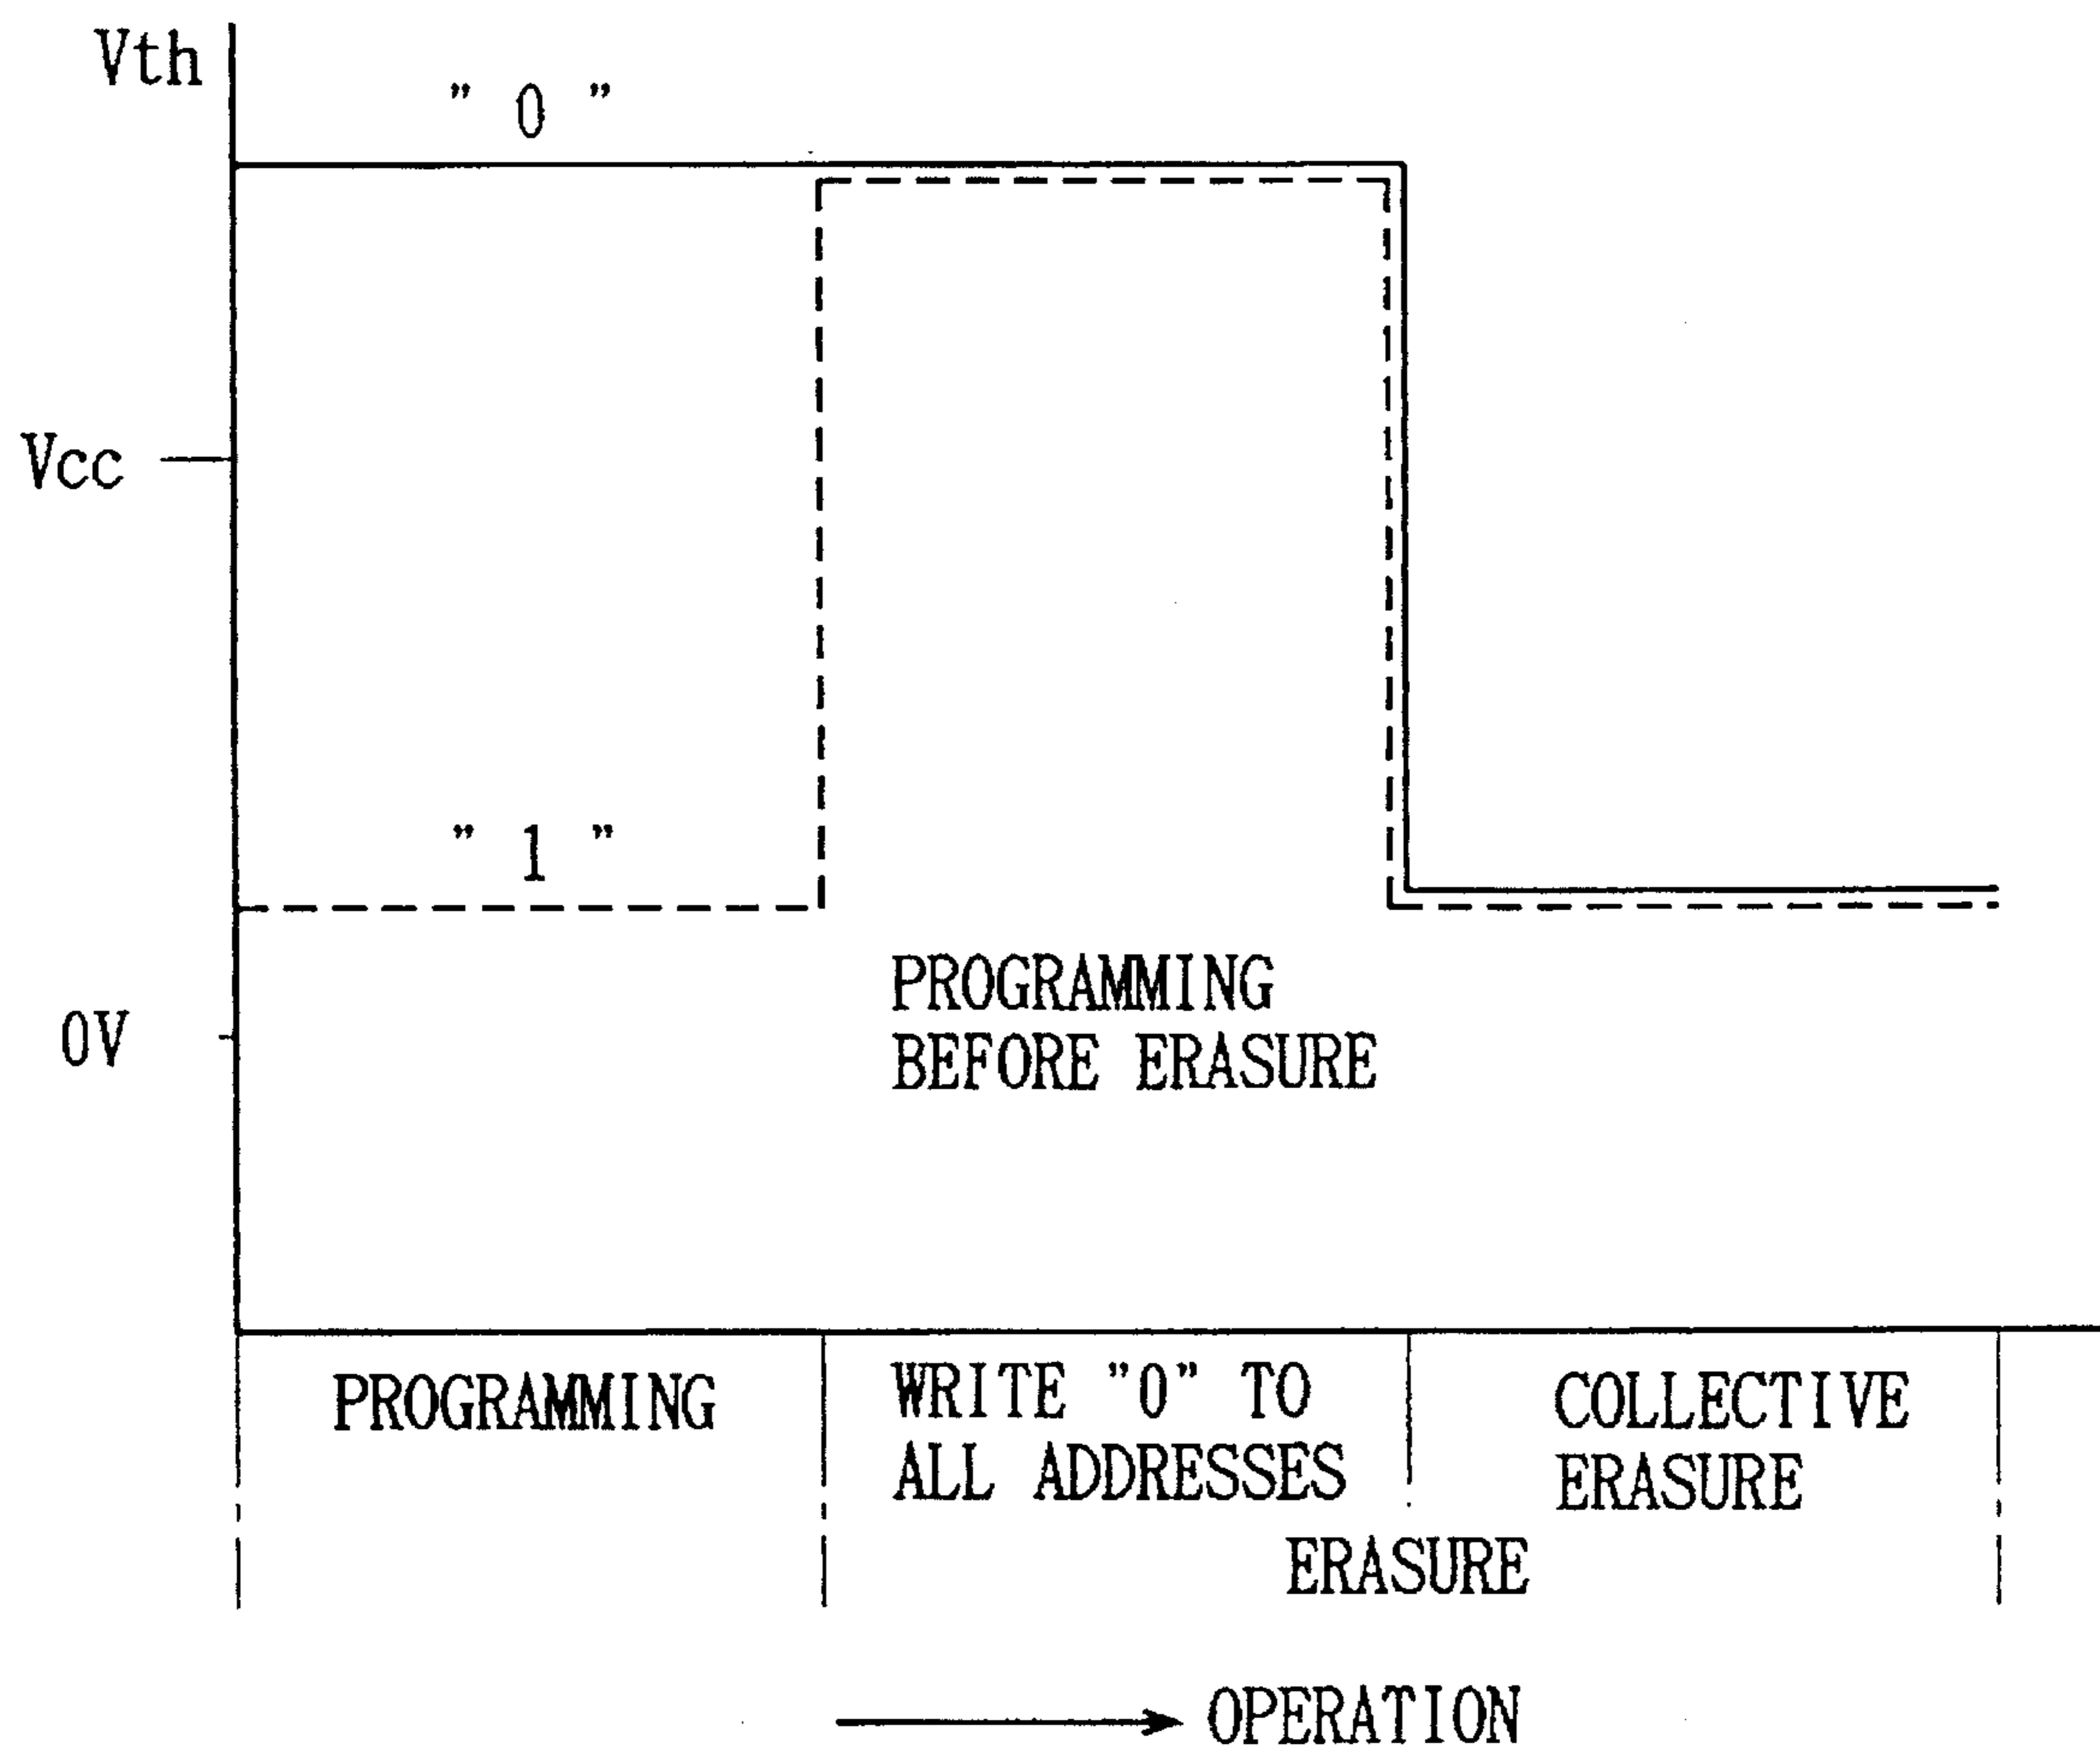 Vth
" 0 "
Vcc
" 1 "
PROGRAMMING
BEFORE ERASURE
0V
PROGRAMMING
WRITE "0" TO
ALL ADDRESSES
COLLECTIVE
ERASURE
ERASURE
OPERATION